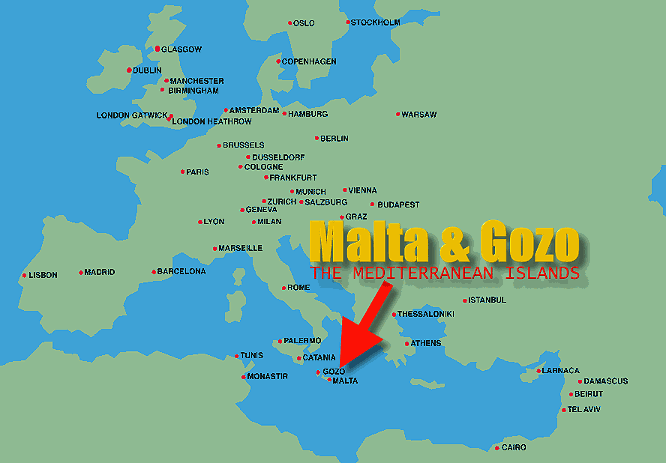 OSLO
STOCKHOLM
GLASGOW
COPENHAGEN
DUBLIN
MANCHESTER
BIRMINGHAM
AMSTERDAM
HAMBURG
WARSAW
LONDON GATWICK
LONDON HEATHROW
BERLIN
BRUSSELS
DUSSELDORF
COLOGNE
PARIS
FRANKFURT
MUNICH
VIENNA
ZURICH
SALZBURG
BUDAPEST
GENEVA
GRAZ
LYON
MILAN
Malta & Gozo
THE MEDITERRANEAN ISLANDS
MARSEILLE
LISBON
MADRID
BARCELONA
ROME
ISTANBUL
THESSALONIKI
PALERMO
ATHENS
TUNIS
CATANIA
GOZO
LARNACA
MONASTIR
MALTA
DAMASCUS
BEIRUT
TEL AVIV
CAIRO